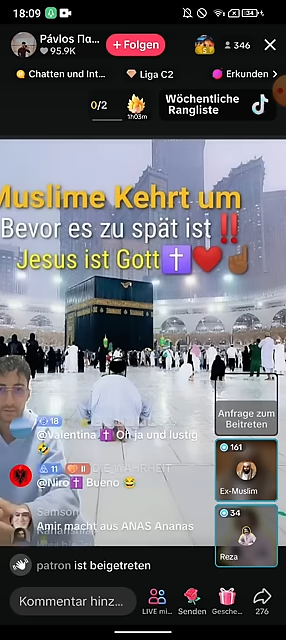 18:09
34
Pávlos Πα...
95.9K
+ Folgen
346
Chatten und Int...
Liga C2
Erkunden
0/2
1h03m
Wöchentliche
Rangliste
Muslime Kehrt um
Bevor es zu spät ist‼️
Jesus ist Gott✝️❤️☝🏾
Anfrage zum
Beitreten
18
@Valentina ✝️ Oh ja und lustig
🤣
161
Ex-Muslim
11 II
@Niro✝️ Bueno 😂
34
Reza
Samson
Amir macht aus ANAS Ananas
patron ist beigetreten
Kommentar hinz...
LIVE mi...
Senden
Gesche...
276